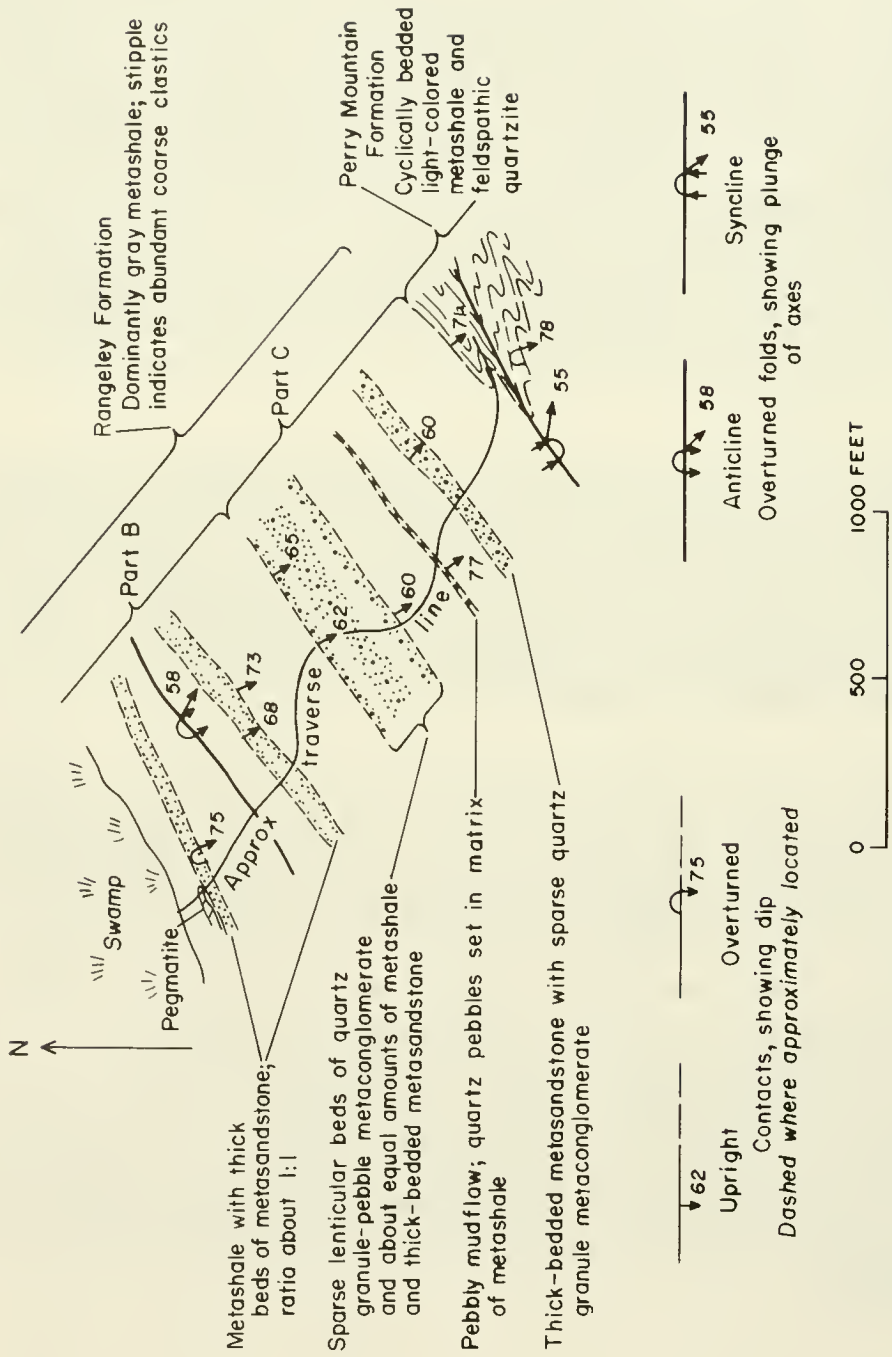 N
Swamp
Pegmatite
75
Approx
traverse
line
58
68
73
62
65
60
77
60
78
55
Part B
Part C
Rangeley Formation
Dominantly gray metashale; stipple
indicates abundant coarse clastics
Perry Mountain
Formation
Cyclically bedded
light-colored
metashale and
feldspathic
quartzite
Metashale with thick
beds of metasandstone;
ratio about 1:1
Sparse lenticular beds of quartz
granule-pebble metaconglomerate
and about equal amounts of metashale
and thick-bedded metasandstone
Pebbly mudflow; quartz pebbles set in matrix
of metashale
Thick-bedded metasandstone with sparse quartz
granule metaconglomerate
62
Upright
75
Overturned
Contacts, showing dip
Dashed where approximately located
58
Anticline
55
Syncline
Overturned folds, showing plunge
of axes
0
500
1000 FEET